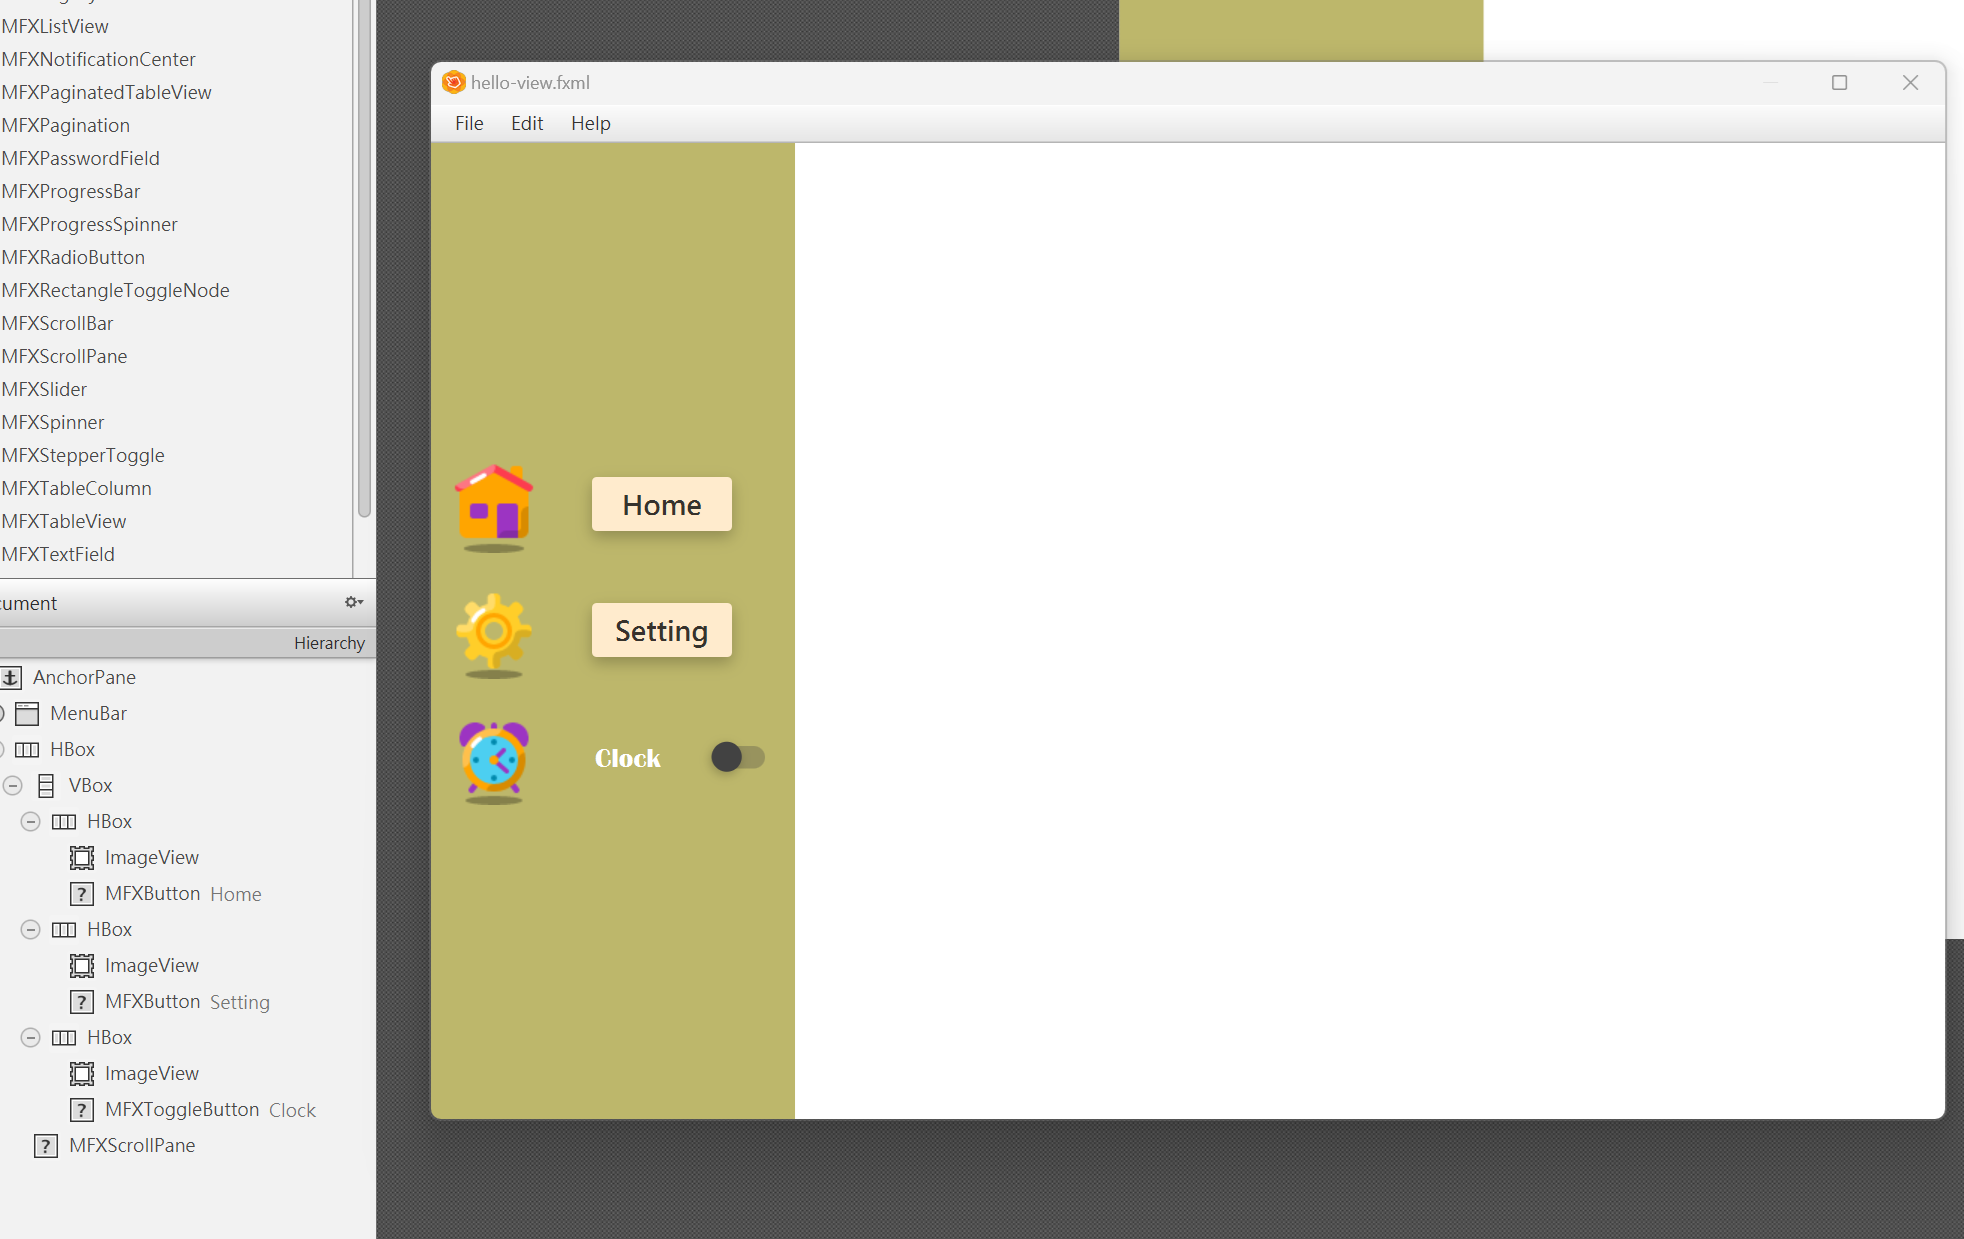 MFXListView
MFXNotificationCenter
MFXPaginatedTableView
MFXPagination
MFXPasswordField
MFXProgressBar
MFXProgressSpinner
MFXRadioButton
MFXRectangleToggleNode
MFXScrollBar
MFXScrollPane
MFXSlider
MFXSpinner
MFXStepperToggle
MFXTableColumn
MFXTableView
MFXTextField
cument
Hierarchy
AnchorPane
MenuBar
HBox
VBox
HBox
ImageView
MFXButton Home
HBox
ImageView
MFXButton Setting
HBox
ImageView
MFXToggleButton Clock
MFXScrollPane
hello-view.fxml
File Edit Help
Home
Setting
Clock